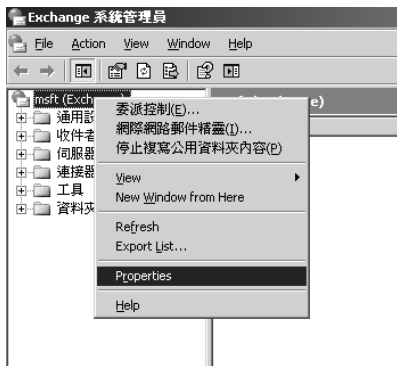 Exchange 系統管理員
File Action View Window Help
msft (Exch
e)
通用設
收件者
伺服器
連接器
工具
資料夾
委派控制(E)...
網際網路郵件精靈(I)...
停止複寫公用資料夾內容(P)
View
New Window from Here
Refresh
Export List...
Properties
Help